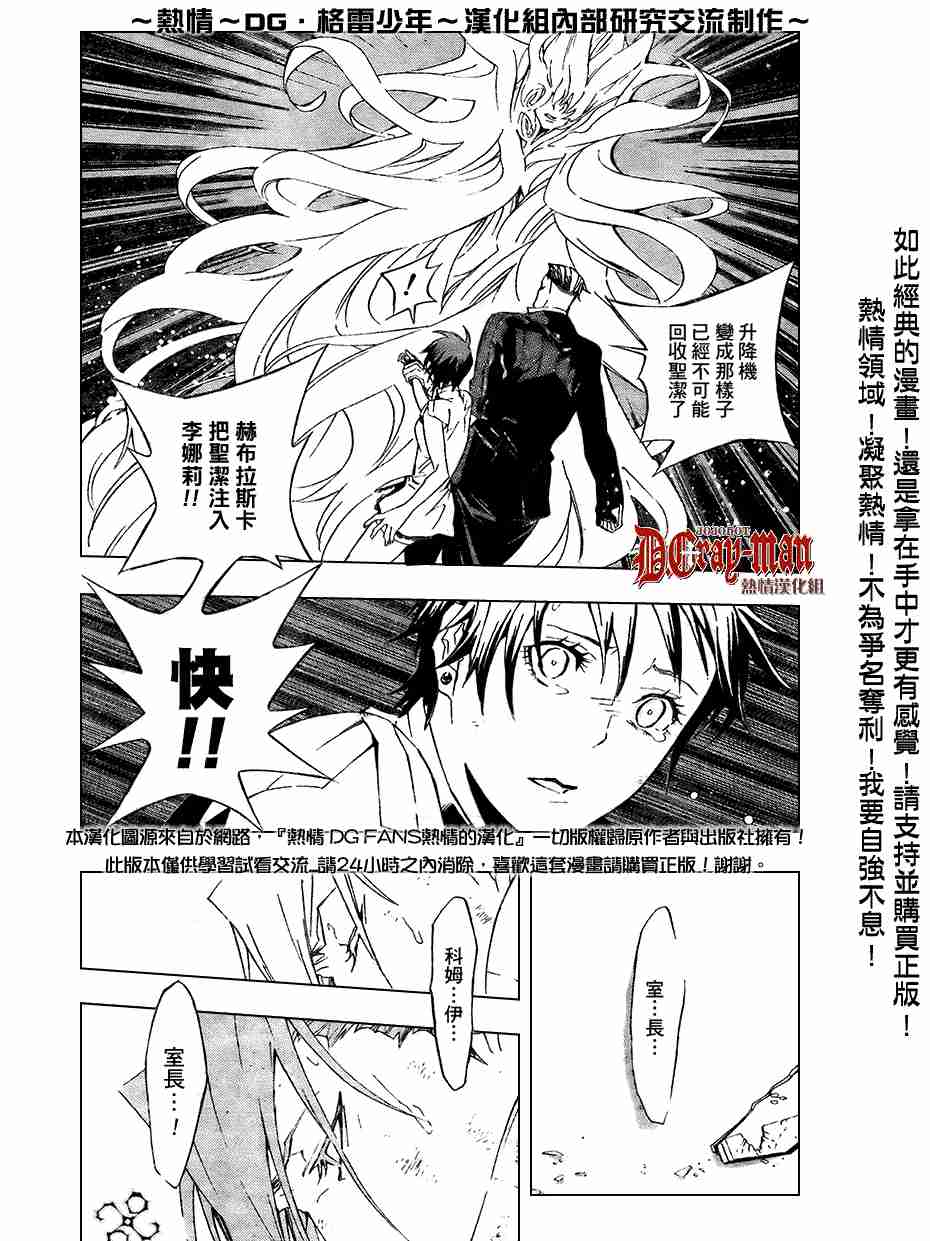 ～熱情～DG·格雷少年～漢化組內部研究交流制作～
升降機
變成那樣子
已經不可能
回收聖潔了
！
赫布拉斯卡
把聖潔注入
李娜莉!!
JOJOHOT
D.Gray-man
熱情漢化組
快!!
本漢化圖源來自於網路，『熱情DG FANS熱情的漢化』一切版權歸原作者與出版社擁有！
此版本僅供學習試看交流，請24小時之內消除，喜歡這套漫畫請購買正版！謝謝。
室…長…
科姆…伊…
室長…！
如此經典的漫畫！還是拿在手中才更有感覺！請支持並購買正版！
熱情領域！凝聚熱情！不為爭名奪利！我要自強不息！